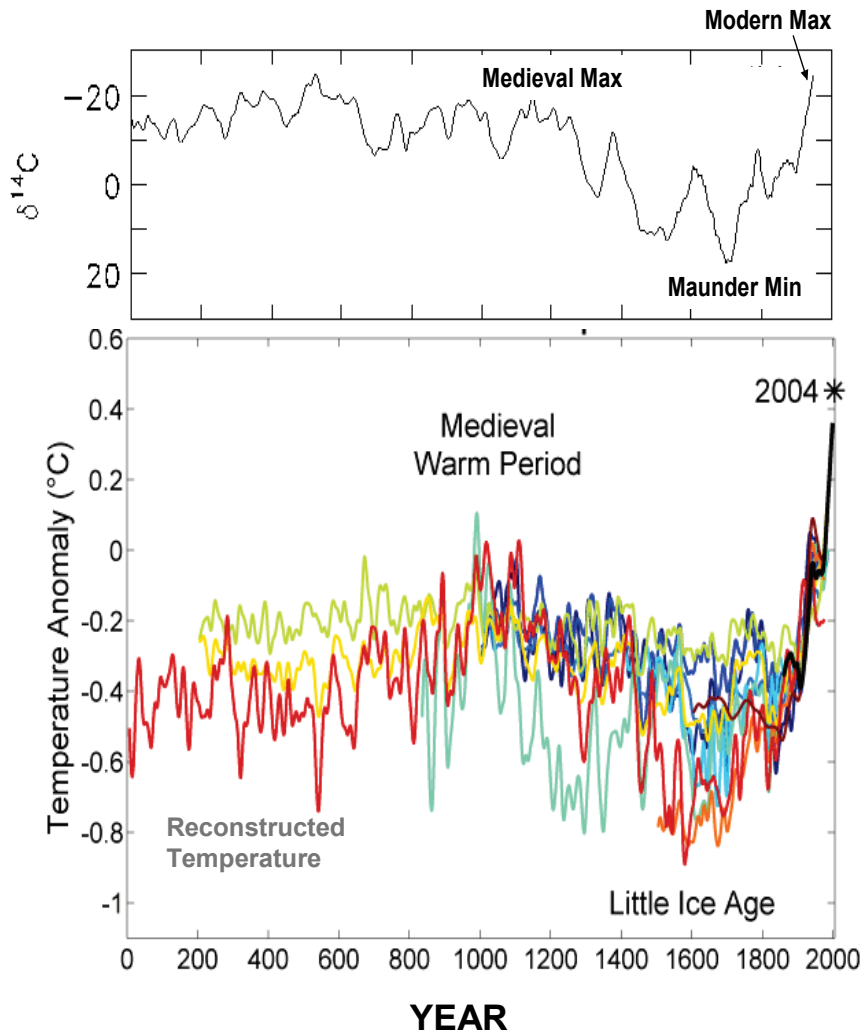 Modern Max
Medieval Max
−20
0
20
δ¹⁴C
Maunder Min
0.6
0.4
0.2
0
-0.2
-0.4
-0.6
-0.8
-1
Temperature Anomaly (°C)
2004 *
Medieval
Warm Period
Reconstructed
Temperature
Little Ice Age
0 200 400 600 800 1000 1200 1400 1600 1800 2000
YEAR